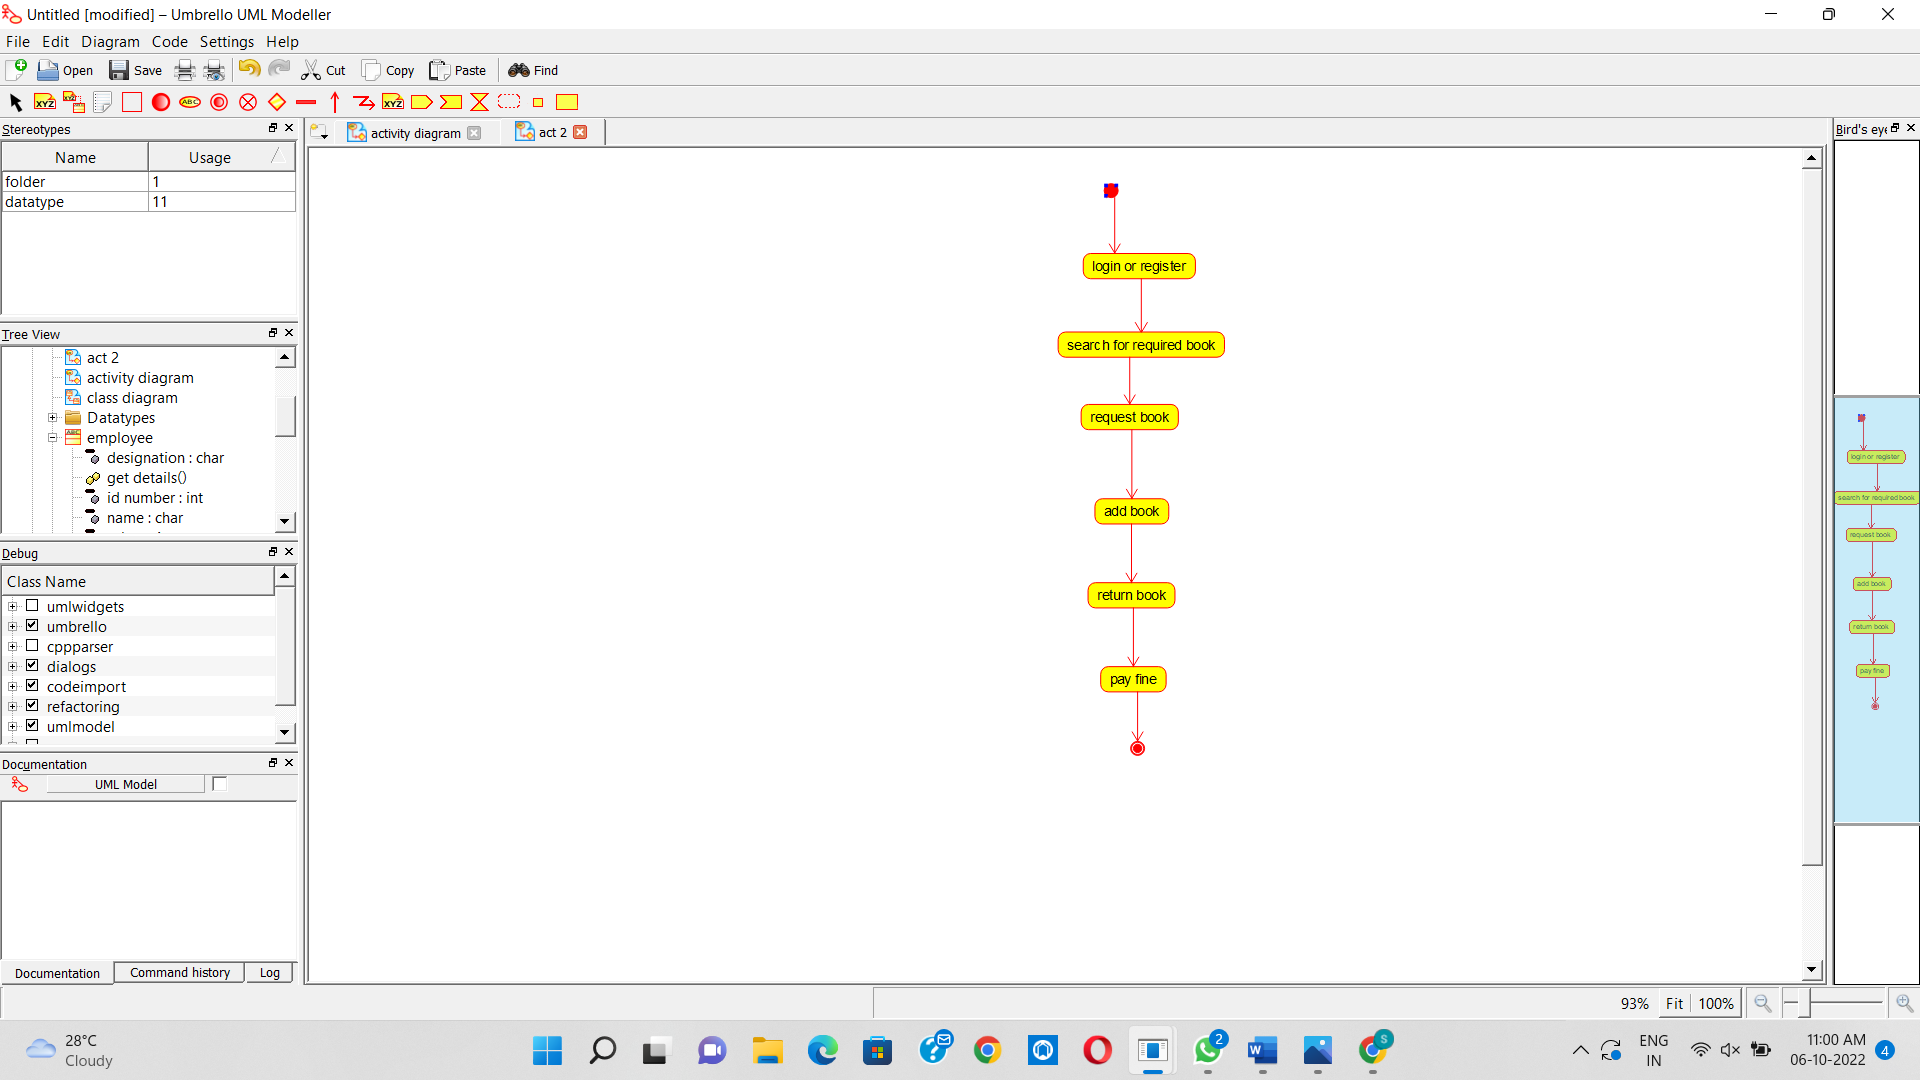 Untitled [modified] – Umbrello UML Modeller
File Edit Diagram Code Settings Help
Open Save Cut Copy Paste Find
XYZ ABC XYZ
Stereotypes
Name Usage
folder 1
datatype 11
Tree View
act 2
activity diagram
class diagram
Datatypes
employee
designation : char
get details()
id number : int
name : char
Debug
Class Name
umlwidgets
umbrello
cppparser
dialogs
codeimport
refactoring
umlmodel
Documentation
UML Model
Documentation Command history Log
activity diagram act 2
login or register
search for required book
request book
add book
return book
pay fine
Bird's eye
login or register
search for required book
request book
add book
return book
pay fine
93% Fit 100%
28°C
Cloudy
2
S
ENG
IN
11:00 AM
06-10-2022
4